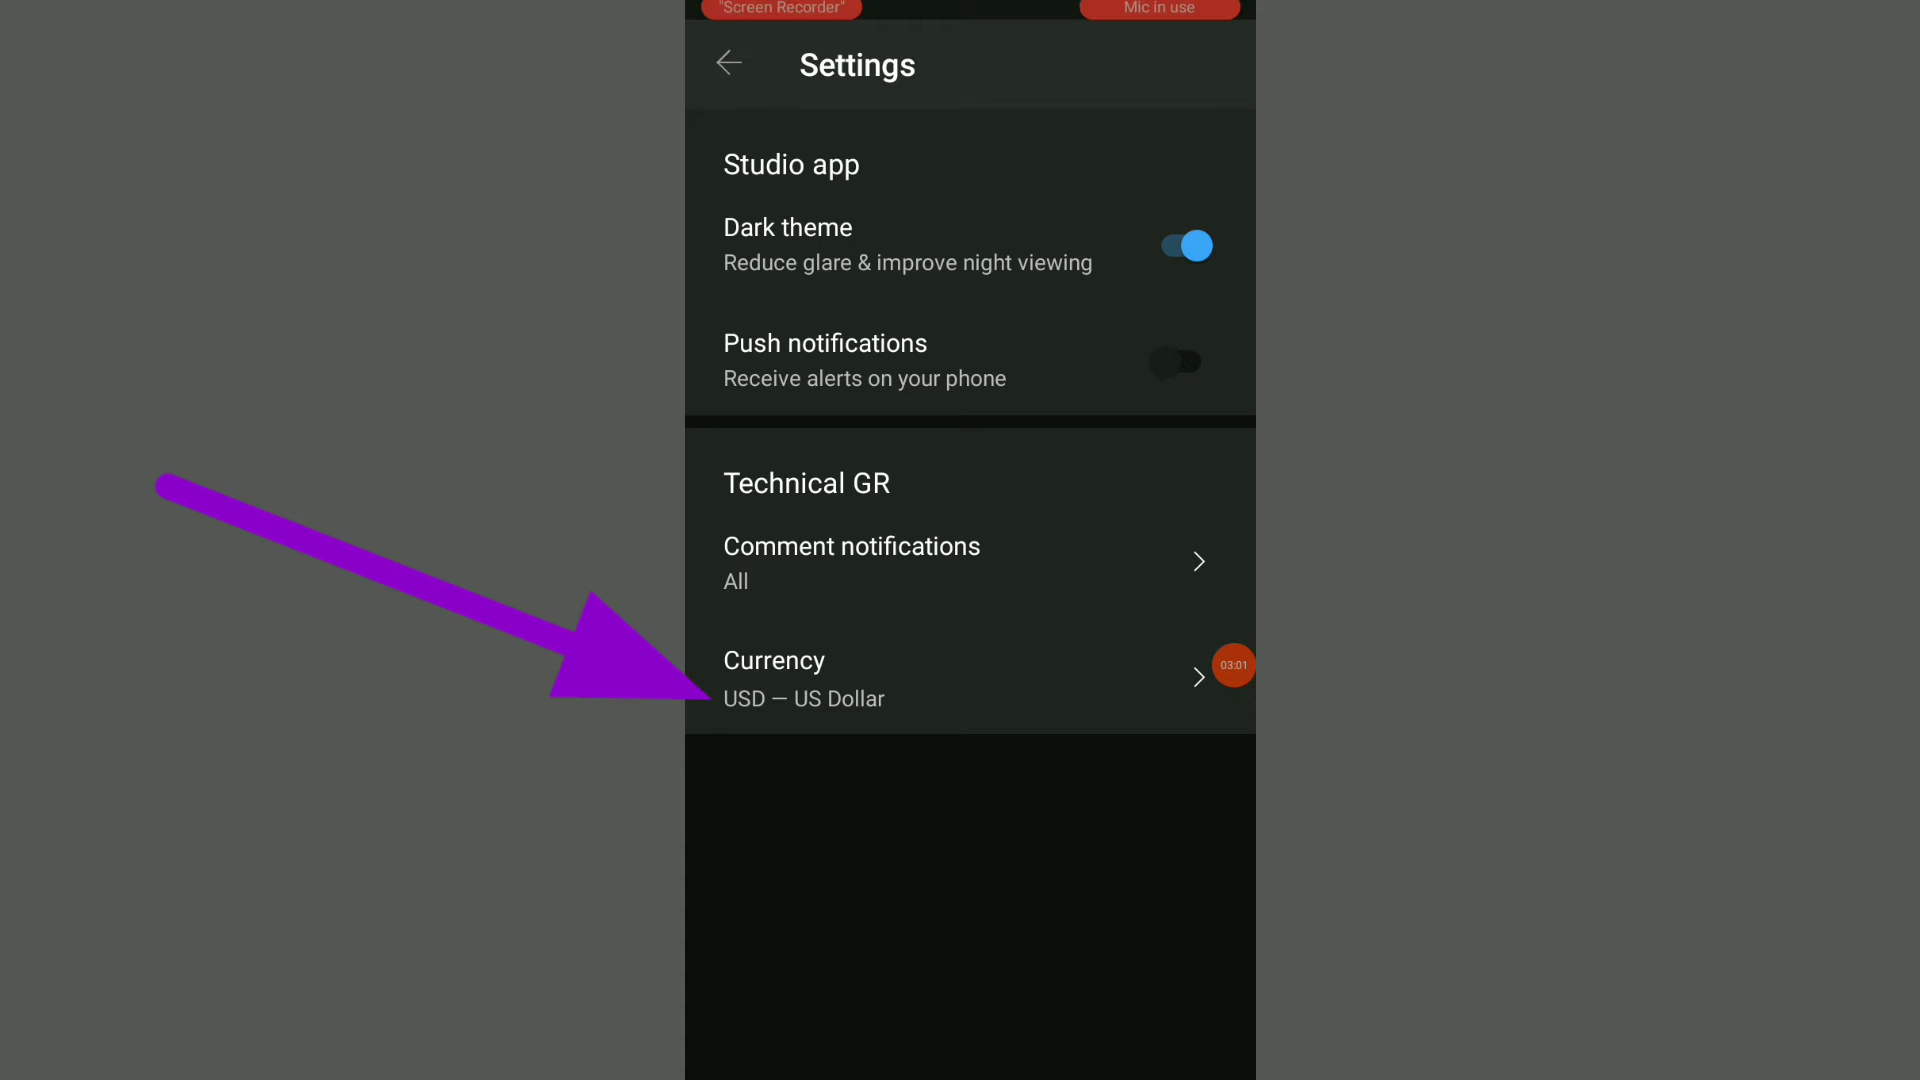 "Screen Recorder"
Mic in use
Settings
Studio app
Dark theme
Reduce glare & improve night viewing
Push notifications
Receive alerts on your phone
Technical GR
Comment notifications
All
Currency
03:01
USD — US Dollar